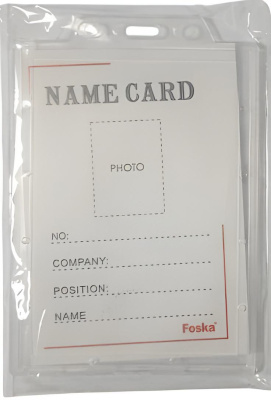 NAME CARD
PHOTO
NO:
COMPANY:
POSITION:
NAME
Foska